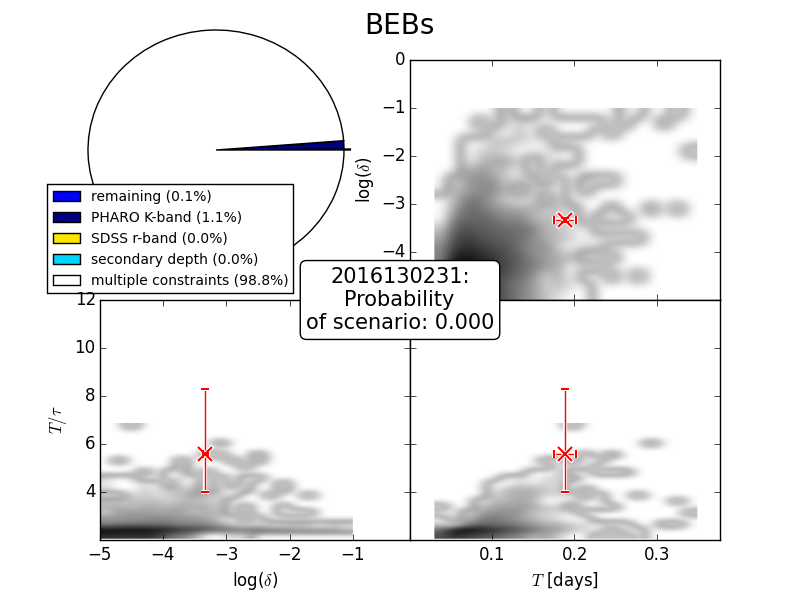 BEBs
remaining (0.1%)
PHARO K-band (1.1%)
SDSS r-band (0.0%)
secondary depth (0.0%)
multiple constraints (98.8%)
0
−1
−2
−3
−4
log(δ)
2016130231:
Probability
of scenario: 0.000
12
10
8
6
4
T/τ
−5 −4 −3 −2 −1
log(δ)
0.1 0.2 0.3
T [days]